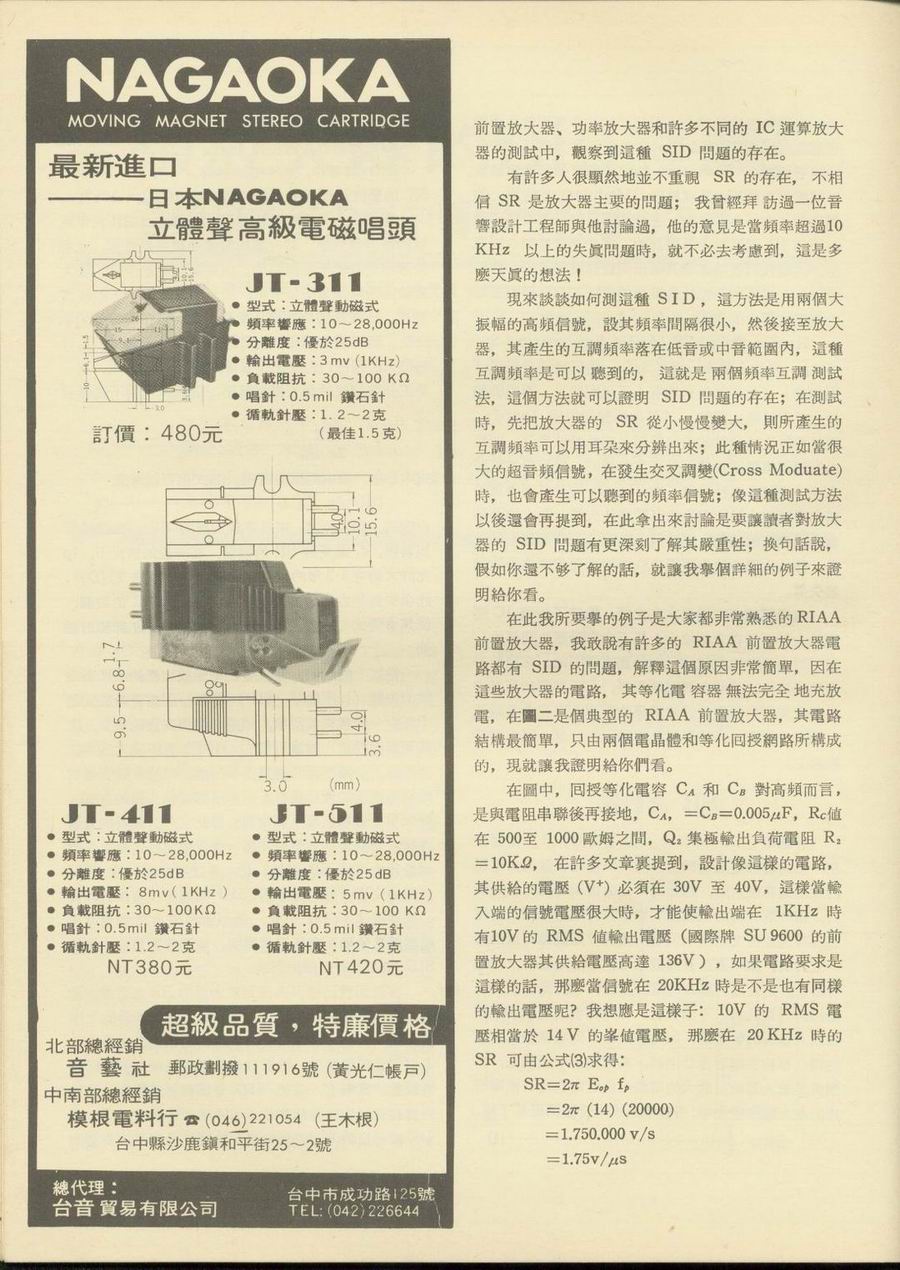 NAGAOKA
MOVING MAGNET STEREO CARTRIDGE
最新進口
日本NAGAOKA
立體聲高級電磁唱頭
JT-311
● 型式：立體聲動磁式
● 頻率響應：10～28,000Hz
● 分離度：優於25dB
● 輸出電壓：3mv (1KHz)
● 負載阻抗：30～100 KΩ
● 唱針：0.5mil 鑽石針
● 循軌針壓：1.2～2克
(最佳1.5克)
訂價：480元
4.0
10.1
15.6
1.7
6.8
9.5
4.0
3.6
3.0
(mm)
JT-411
● 型式：立體聲動磁式
● 頻率響應：10～28,000Hz
● 分離度：優於25dB
● 輸出電壓：8mv(1KHz)
● 負載阻抗：30～100KΩ
● 唱針：0.5mil 鑽石針
● 循軌針壓：1.2～2克
NT380元
JT-511
● 型式：立體聲動磁式
● 頻率響應：10～28,000Hz
● 分離度：優於25dB
● 輸出電壓：5mv (1KHz)
● 負載阻抗：30～100 KΩ
● 唱針：0.5mil 鑽石針
● 循軌針壓：1.2～2克
NT420元
超級品質，特廉價格
北部總經銷
音藝社 郵政劃撥111916號 (黃光仁帳戶)
中南部總經銷
模根電料行 ☎ (046)221054 (王木根)
台中縣沙鹿鎮和平街25～2號
總代理：
台音貿易有限公司
台中市成功路125號
TEL:(042)226644
前置放大器、功率放大器和許多不同的 IC 運算放大
器的測試中，觀察到這種 SID 問題的存在。
有許多人很顯然地並不重視 SR 的存在，不相
信 SR 是放大器主要的問題；我曾經拜訪過一位音
響設計工程師與他討論過，他的意見是當頻率超過10
KHz 以上的失眞問題時，就不必去考慮到，這是多
麽天眞的想法！
現來談談如何測這種 SID，這方法是用兩個大
振幅的高頻信號，設其頻率間隔很小，然後接至放大
器，其產生的互調頻率落在低音或中音範圍內，這種
互調頻率是可以聽到的，這就是兩個頻率互調測試
法，這個方法就可以證明 SID 問題的存在；在測試
時，先把放大器的 SR 從小慢慢變大，則所產生的
互調頻率可以用耳朶來分辨出來；此種情況正如當很
大的超音頻信號，在發生交叉調變(Cross Moduate)
時，也會產生可以聽到的頻率信號；像這種測試方法
以後還會再提到，在此拿出來討論是要讓讀者對放大
器的 SID 問題有更深刻了解其嚴重性；換句話說，
假如你還不够了解的話，就讓我擧個詳細的例子來證
明給你看。
在此我所要擧的例子是大家都非常熟悉的RIAA
前置放大器，我敢說有許多的 RIAA 前置放大器電
路都有 SID 的問題，解釋這個原因非常簡單，因在
這些放大器的電路，其等化電容器無法完全地充放
電，在圖二是個典型的 RIAA 前置放大器，其電路
結構最簡單，只由兩個電晶體和等化囘授網路所構成
的，現就讓我證明給你們看。
在圖中，囘授等化電容 C_A 和 C_B 對高頻而言，
是與電阻串聯後再接地，C_A，=C_B=0.005μF，Rc値
在 500至 1000歐姆之間，Q₂ 集極輸出負荷電阻 R₂
=10KΩ，在許多文章裏提到，設計像這樣的電路，
其供給的電壓 (V⁺) 必須在 30V 至 40V，這樣當輸
入端的信號電壓很大時，才能使輸出端在 1KHz 時
有10V的 RMS 値輸出電壓（國際牌 SU9600 的前
置放大器其供給電壓高達 136V），如果電路要求是
這樣的話，那麽當信號在 20KHz 時是不是也有同樣
的輸出電壓呢？我想應是這樣子：10V 的 RMS 電
壓相當於 14V 的峯値電壓，那麽在 20KHz 時的
SR 可由公式(3)求得：
SR=2π E_op f_p
=2π (14) (20000)
=1.750.000 v/s
=1.75v/μs